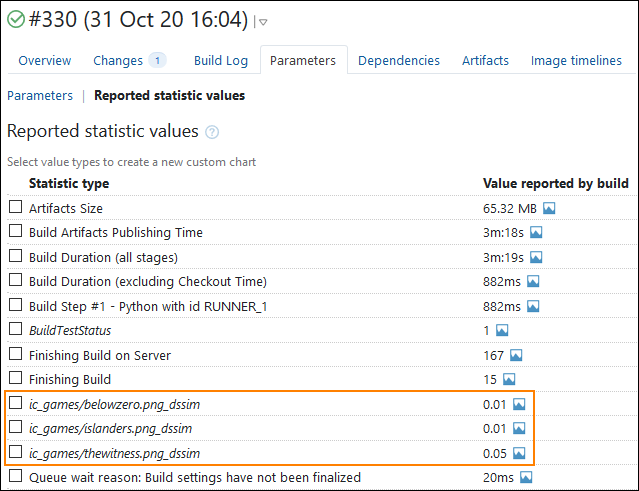 #330 (31 Oct 20 16:04) |
Overview Changes 1 Build Log Parameters Dependencies Artifacts Image timelines
Parameters | Reported statistic values
Reported statistic values ?
Select value types to create a new custom chart
Statistic type Value reported by build
Artifacts Size 65.32 MB
Build Artifacts Publishing Time 3m:18s
Build Duration (all stages) 3m:19s
Build Duration (excluding Checkout Time) 882ms
Build Step #1 - Python with id RUNNER_1 882ms
BuildTestStatus 1
Finishing Build on Server 167
Finishing Build 15
ic_games/belowzero.png_dssim 0.01
ic_games/islanders.png_dssim 0.01
ic_games/thewitness.png_dssim 0.05
Queue wait reason: Build settings have not been finalized 20ms